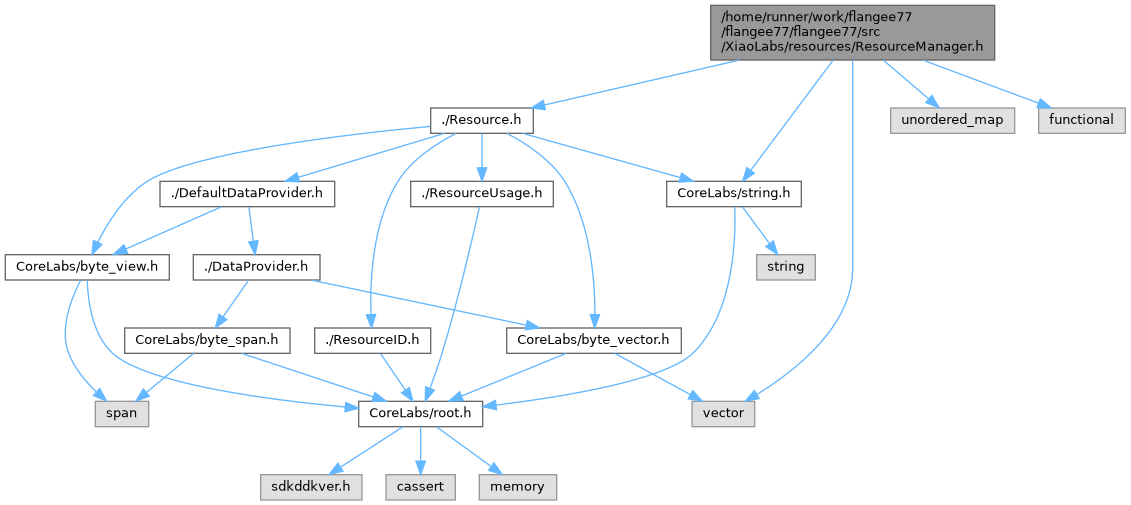 /home/runner/work/flangee77
/flangee77/flangee77/src
/XiaoLabs/resources/ResourceManager.h
./Resource.h
unordered_map
functional
./DefaultDataProvider.h
./ResourceUsage.h
CoreLabs/string.h
CoreLabs/byte_view.h
./DataProvider.h
string
CoreLabs/byte_span.h
./ResourceID.h
CoreLabs/byte_vector.h
span
CoreLabs/root.h
vector
sdkddkver.h
cassert
memory